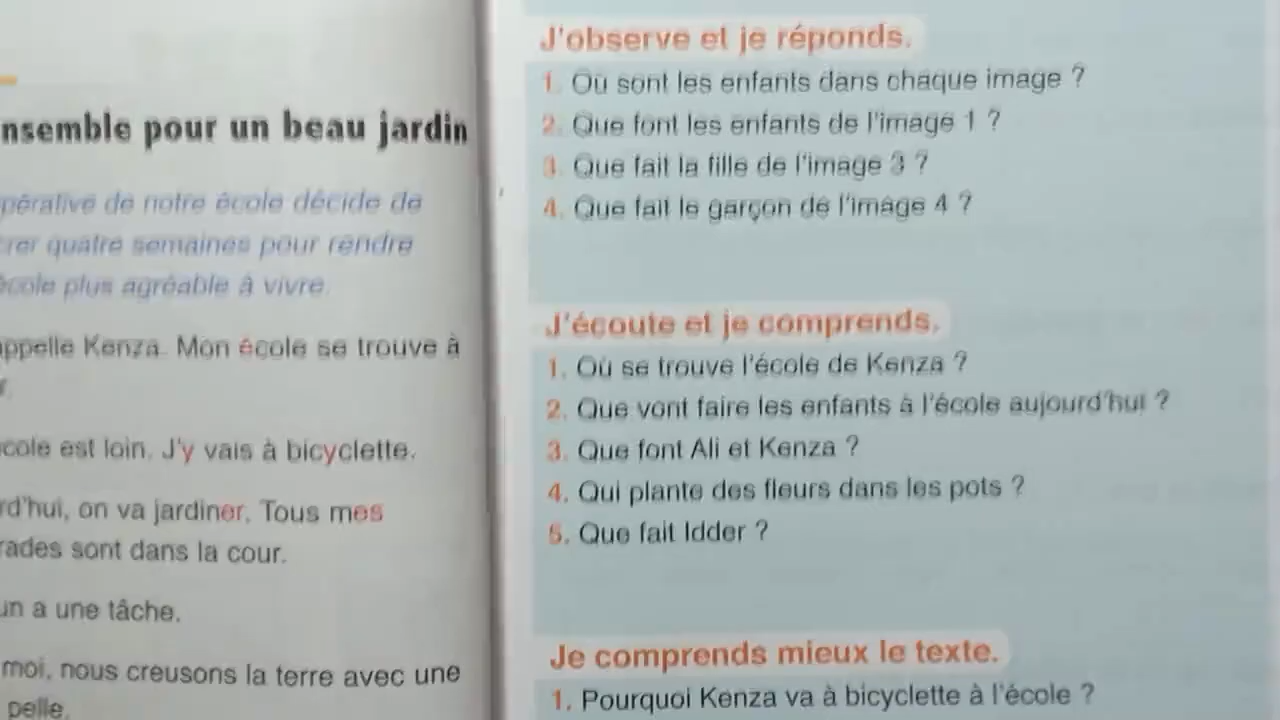 nsemble pour un beau jardin
pérative de notre école décide de
rer quatre semaines pour rendre
école plus agréable à vivre.
appelle Kenza. Mon école se trouve à
cole est loin. J'y vais à bicyclette.
rd'hui, on va jardiner. Tous mes
rades sont dans la cour.
un a une tâche.
moi, nous creusons la terre avec une
pelle.
J'observe et je réponds.
1. Où sont les enfants dans chaque image ?
2. Que font les enfants de l'image 1 ?
3. Que fait la fille de l'image 3 ?
4. Que fait le garçon de l'image 4 ?
J'écoute et je comprends.
1. Où se trouve l'école de Kenza ?
2. Que vont faire les enfants à l'école aujourd'hui ?
3. Que font Ali et Kenza ?
4. Qui plante des fleurs dans les pots ?
5. Que fait Idder ?
Je comprends mieux le texte.
1. Pourquoi Kenza va à bicyclette à l'école ?